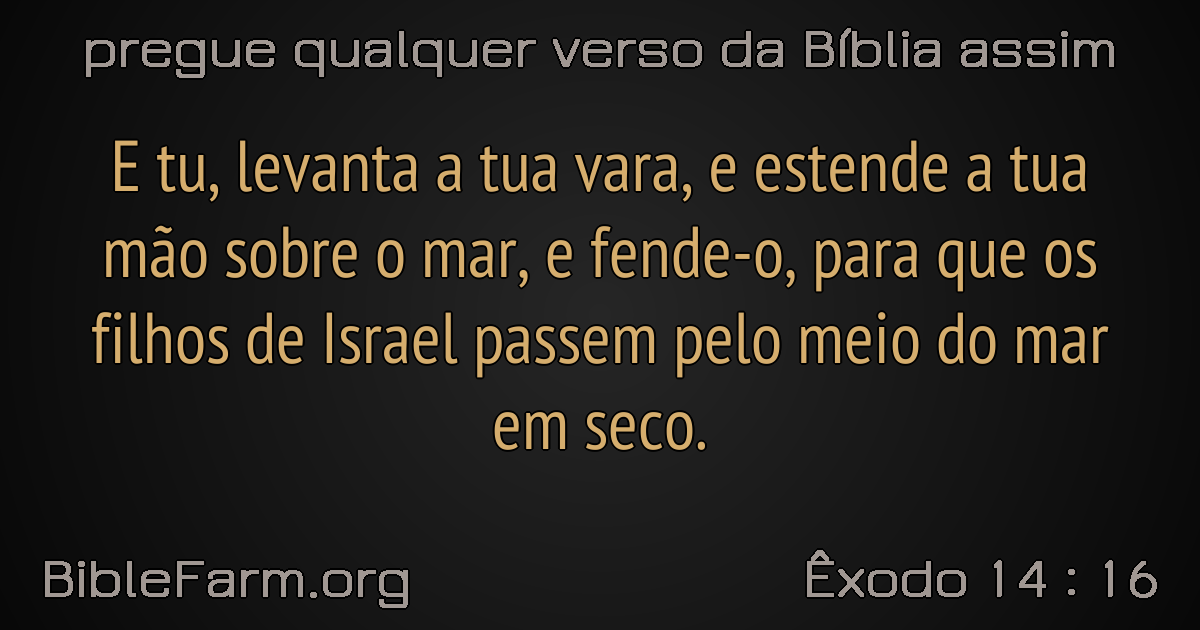 pregue qualquer verso da Bíblia assim
E tu, levanta a tua vara, e estende a tua
mão sobre o mar, e fende-o, para que os
filhos de Israel passem pelo meio do mar
em seco.
BibleFarm.org
Êxodo 14 : 16